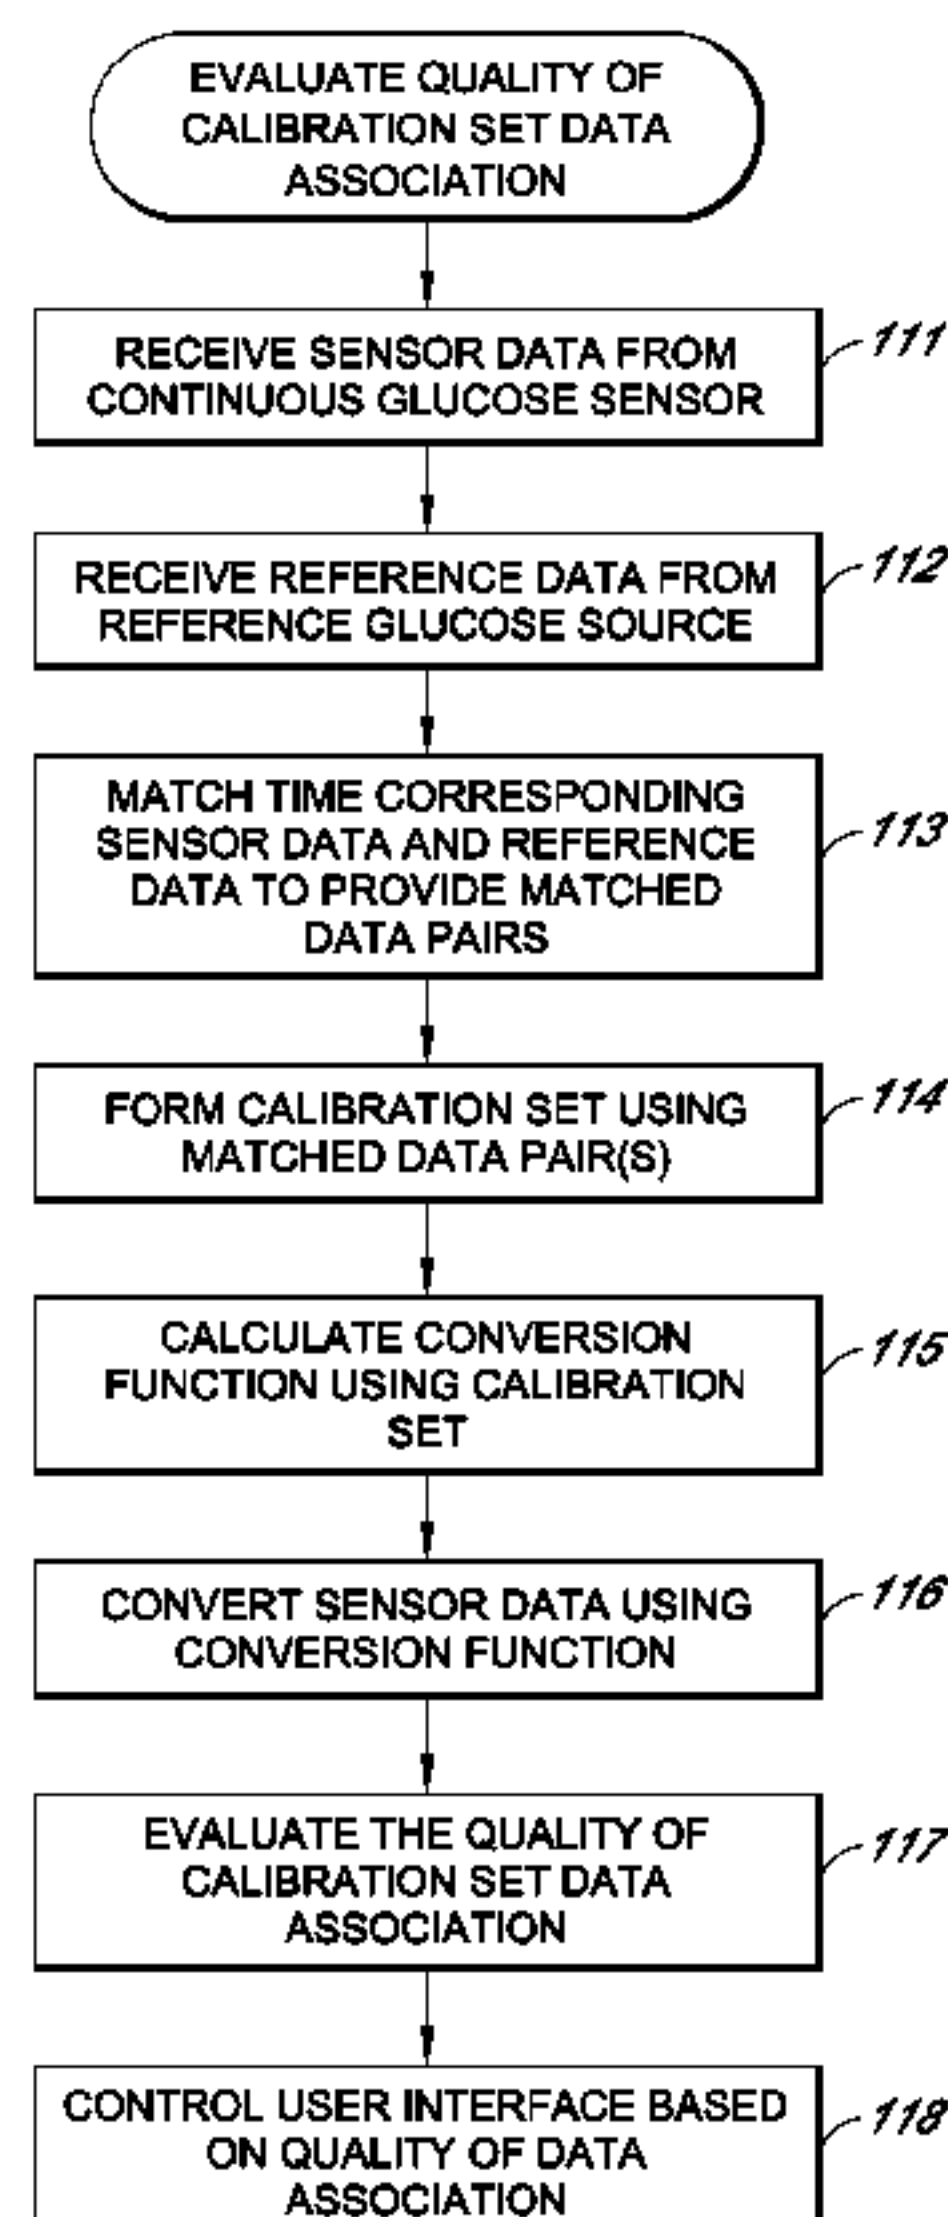 EVALUATE QUALITY OF
CALIBRATION SET DATA
ASSOCIATION
RECEIVE SENSOR DATA FROM
CONTINUOUS GLUCOSE SENSOR
111
RECEIVE REFERENCE DATA FROM
REFERENCE GLUCOSE SOURCE
112
MATCH TIME CORRESPONDING
SENSOR DATA AND REFERENCE
DATA TO PROVIDE MATCHED
DATA PAIRS
113
FORM CALIBRATION SET USING
MATCHED DATA PAIR(S)
114
CALCULATE CONVERSION
FUNCTION USING CALIBRATION
SET
115
CONVERT SENSOR DATA USING
CONVERSION FUNCTION
116
EVALUATE THE QUALITY OF
CALIBRATION SET DATA
ASSOCIATION
117
CONTROL USER INTERFACE BASED
ON QUALITY OF DATA
ASSOCIATION
118